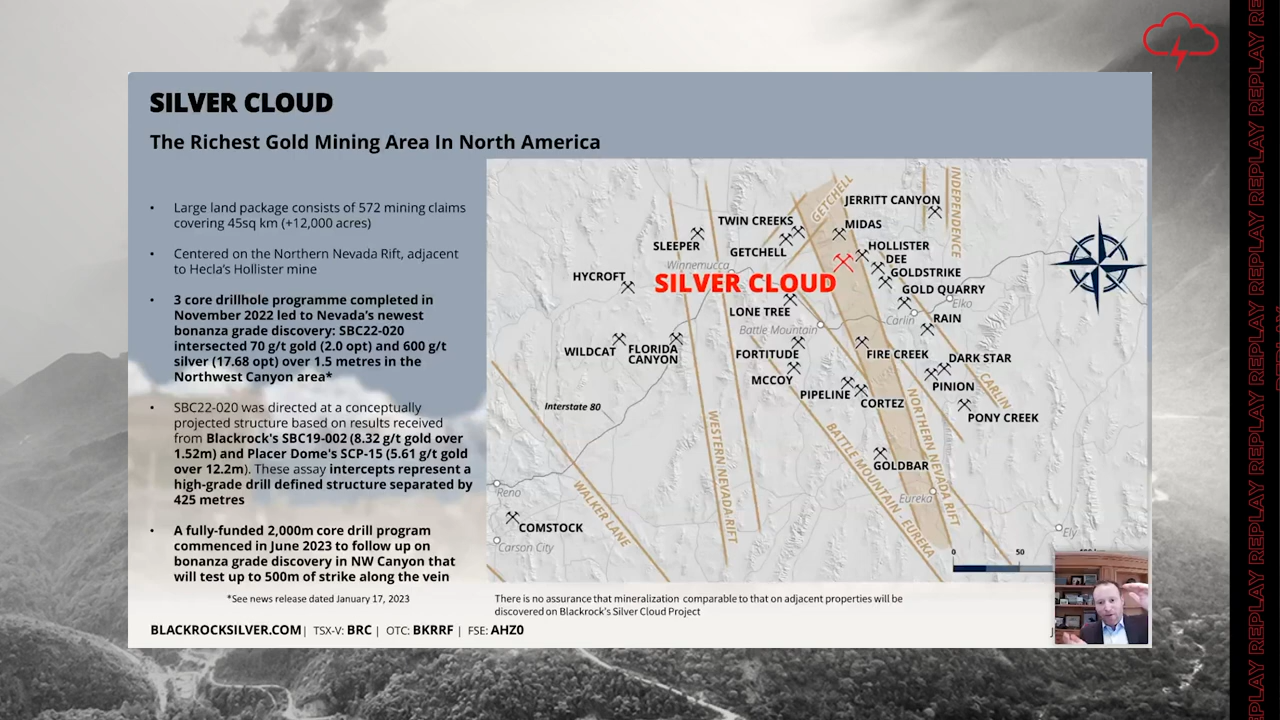 SILVER CLOUD
The Richest Gold Mining Area In North America
• Large land package consists of 572 mining claims
covering 45sq km (+12,000 acres)
• Centered on the Northern Nevada Rift, adjacent
to Hecla's Hollister mine
• 3 core drillhole programme completed in
November 2022 led to Nevada's newest
bonanza grade discovery: SBC22-020
intersected 70 g/t gold (2.0 opt) and 600 g/t
silver (17.68 opt) over 1.5 metres in the
Northwest Canyon area*
• SBC22-020 was directed at a conceptually
projected structure based on results received
from Blackrock's SBC19-002 (8.32 g/t gold over
1.52m) and Placer Dome's SCP-15 (5.61 g/t gold
over 12.2m). These assay intercepts represent a
high-grade drill defined structure separated by
425 metres
• A fully-funded 2,000m core drill program
commenced in June 2023 to follow up on
bonanza grade discovery in NW Canyon that
will test up to 500m of strike along the vein
*See news release dated January 17, 2023
JERRITT CANYON
INDEPENDENCE
GETCHELL
TWIN CREEKS
MIDAS
SLEEPER
GETCHELL
HOLLISTER
DEE
Winnemucca
GOLDSTRIKE
HYCROFT
SILVER CLOUD
GOLD QUARRY
Elko
LONE TREE
Carlin
RAIN
Battle Mountain
WILDCAT
FLORIDA
CANYON
FORTITUDE
FIRE CREEK
DARK STAR
MCCOY
PINION
CARLIN
PIPELINE
CORTEZ
Interstate 80
PONY CREEK
WESTERN NEVADA RIFT
BATTLE MOUNTAIN - EUREKA
NORTHERN NEVADA RIFT
GOLDBAR
Reno
WALKER LANE
Eureka
COMSTOCK
Ely
Carson City
0 50
There is no assurance that mineralization comparable to that on adjacent properties will be
discovered on Blackrock's Silver Cloud Project
BLACKROCKSILVER.COM | TSX-V: BRC | OTC: BKRRF | FSE: AHZ0
REPLAY REPLAY REPLAY REPLAY REPLAY REPLAY REPLAY REPLAY REPLAY